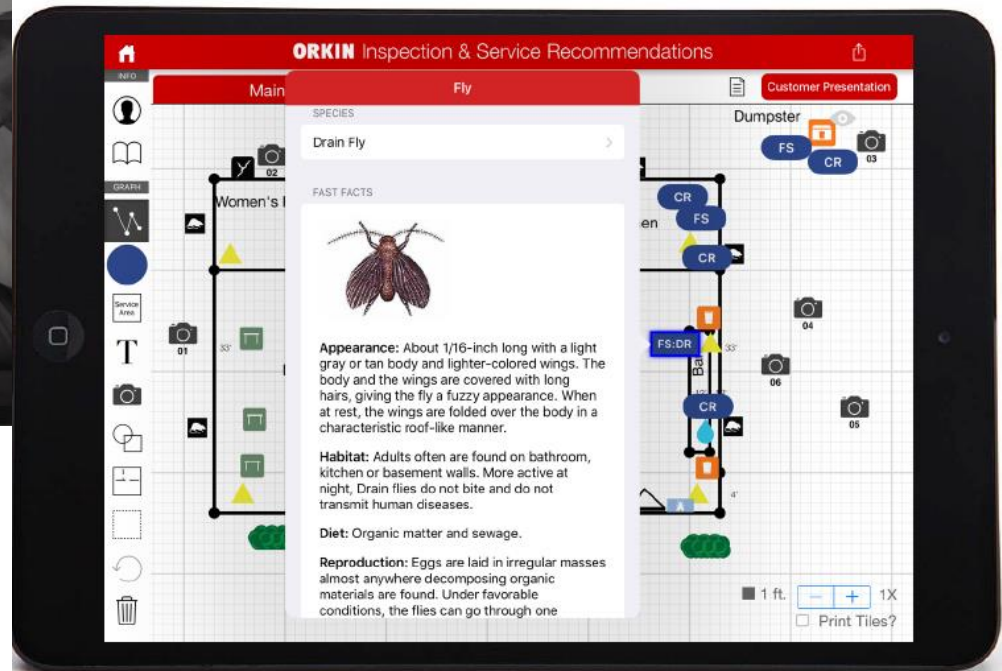 ORKIN Inspection & Service Recommendations
INFO
Main
Fly
Customer Presentation
SPECIES
Drain Fly
FAST FACTS
Appearance: About 1/16-inch long with a light
gray or tan body and lighter-colored wings. The
body and the wings are covered with long
hairs, giving the fly a fuzzy appearance. When
at rest, the wings are folded over the body in a
characteristic roof-like manner.
Habitat: Adults often are found on bathroom,
kitchen or basement walls. More active at
night, Drain flies do not bite and do not
transmit human diseases.
Diet: Organic matter and sewage.
Reproduction: Eggs are laid in irregular masses
almost anywhere decomposing organic
materials are found. Under favorable
conditions, the flies can go through one
GRAPH
Service
Area
T
Women's
02
01
33'
Dumpster
FS
CR
03
CR
FS
en
CR
04
FS:DR
33'
Ba
06
CR
05
4'
1 ft.
1X
Print Tiles?